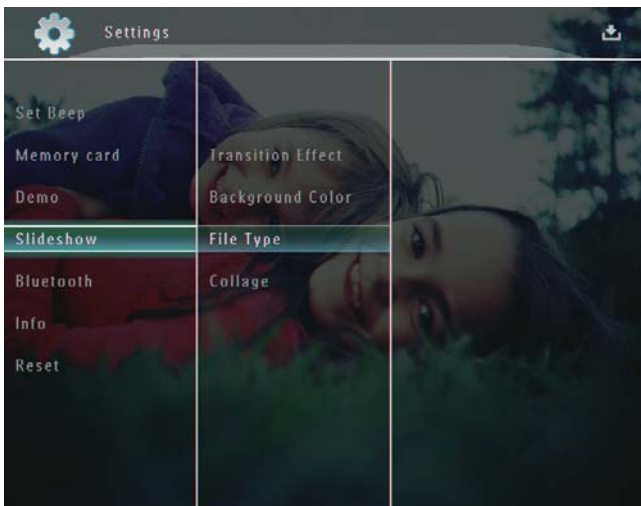 Settings
Set Beep
Memory card
Demo
Slideshow
Bluetooth
Info
Reset
Transition Effect
Background Color
File Type
Collage